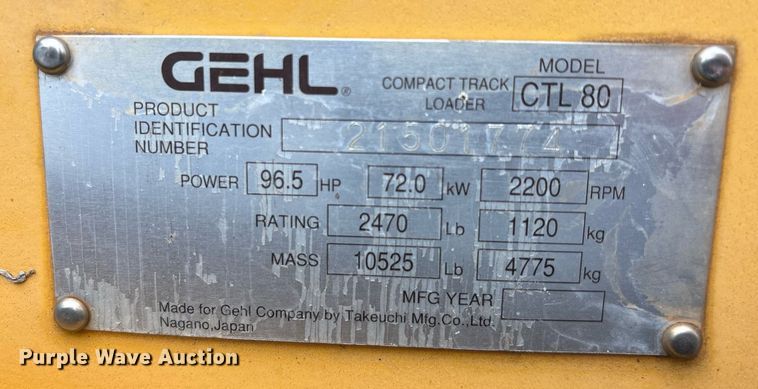 GEHL®
COMPACT TRACK LOADER
MODEL
CTL 80
PRODUCT
IDENTIFICATION
NUMBER
21501774
POWER 96.5 HP 72.0 kW 2200 RPM
RATING 2470 Lb 1120 kg
MASS 10525 Lb 4775 kg
MFG YEAR
Made for Gehl Company by Takeuchi Mfg.Co.,Ltd.
Nagano,Japan
Purple Wave Auction